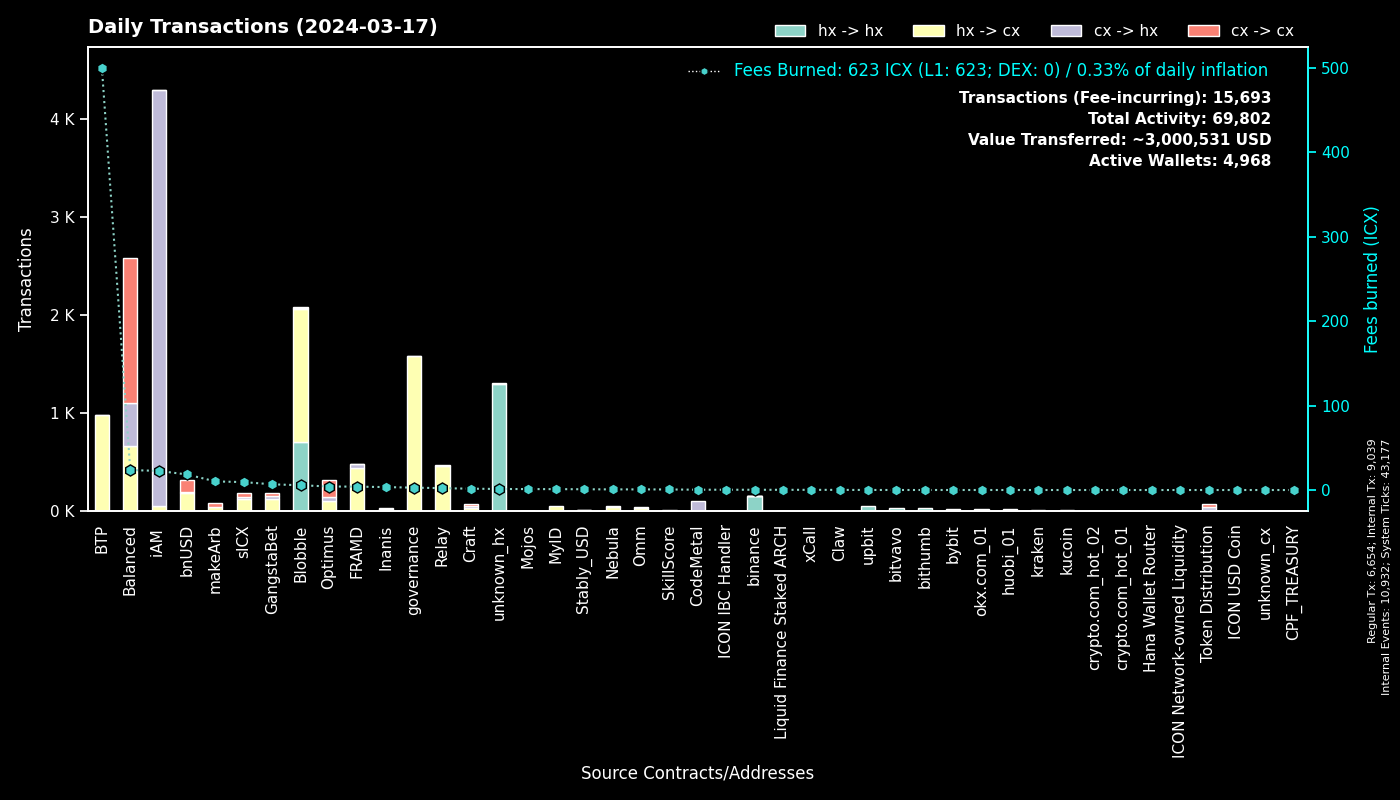 Daily Transactions (2024-03-17)
hx -> hx
hx -> cx
cx -> hx
cx -> cx
Fees Burned: 623 ICX (L1: 623; DEX: 0) / 0.33% of daily inflation
Transactions (Fee-incurring): 15,693
Total Activity: 69,802
Value Transferred: ~3,000,531 USD
Active Wallets: 4,968
Transactions
4 K
3 K
2 K
1 K
0 K
500
400
300
200
100
0
Fees burned (ICX)
BTP
Balanced
IAM
bnUSD
makeArb
sICX
GangstaBet
Blobble
Optimus
FRAMD
Inanis
governance
Relay
Craft
unknown_hx
Mojos
MyID
Stably_USD
Nebula
Omm
SkillScore
CodeMetal
ICON IBC Handler
binance
Liquid Finance Staked ARCH
xCall
Claw
upbit
bitvavo
bithumb
bybit
okx.com_01
huobi_01
kraken
kucoin
crypto.com_hot_02
crypto.com_hot_01
Hana Wallet Router
ICON Network-owned Liquidity
Token Distribution
ICON USD Coin
unknown_cx
CPF_TREASURY
Source Contracts/Addresses
Regular Tx: 6,654; Internal Tx: 9,039
Internal Events: 10,932; System Ticks: 43,177